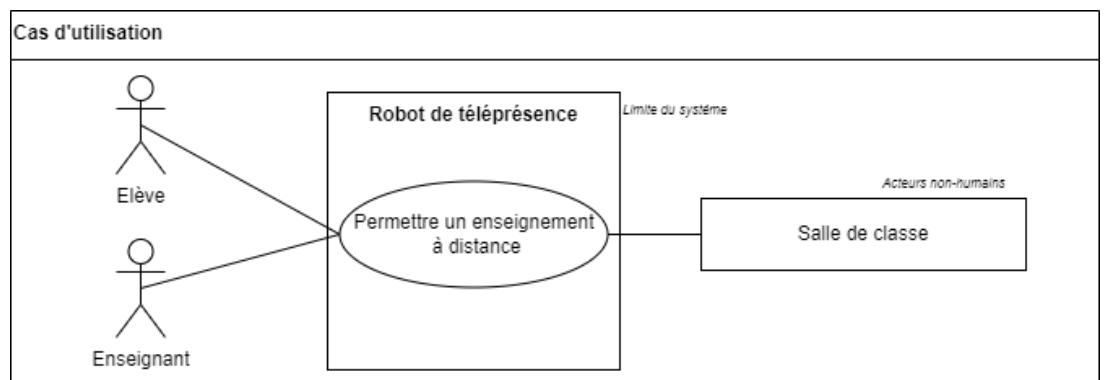 Cas d'utilisation
Robot de téléprésence
Limite du systéme
Elève
Acteurs non-humains
Permettre un enseignement
à distance
Salle de classe
Enseignant